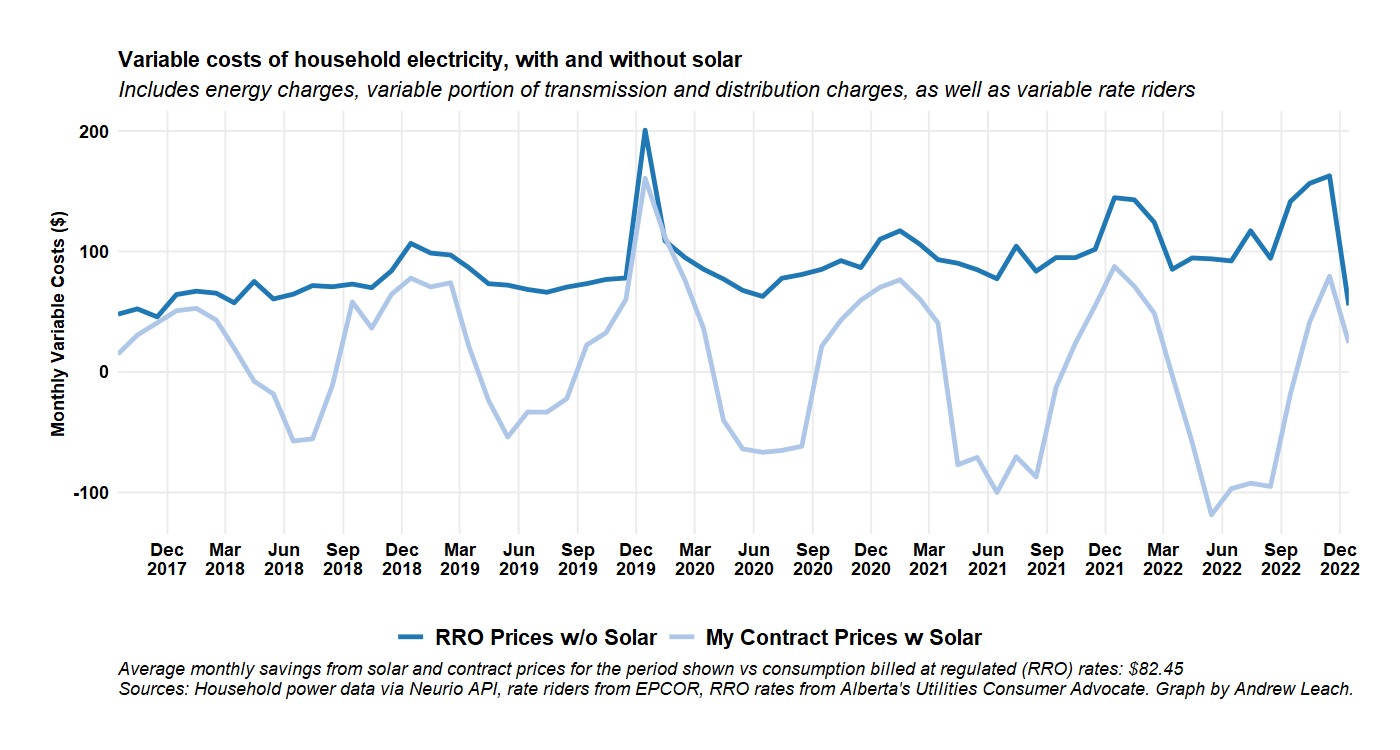 Variable costs of household electricity, with and without solar
Includes energy charges, variable portion of transmission and distribution charges, as well as variable rate riders
Monthly Variable Costs ($)
200
100
0
-100
Dec Mar Jun Sep Dec Mar Jun Sep Dec Mar Jun Sep Dec Mar Jun Sep Dec Mar Jun Sep Dec
2017 2018 2018 2018 2018 2019 2019 2019 2019 2020 2020 2020 2020 2021 2021 2021 2021 2022 2022 2022 2022
RRO Prices w/o Solar My Contract Prices w Solar
Average monthly savings from solar and contract prices for the period shown vs consumption billed at regulated (RRO) rates: $82.45
Sources: Household power data via Neurio API, rate riders from EPCOR, RRO rates from Alberta's Utilities Consumer Advocate. Graph by Andrew Leach.